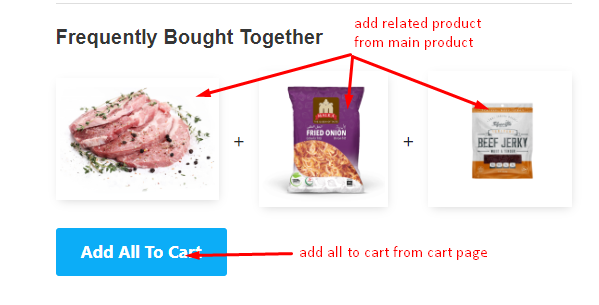 add related product
from main product
Frequently Bought Together
+
+
FRIED ONION
BEEF JERKY
Add All To Cart
add all to cart from cart page